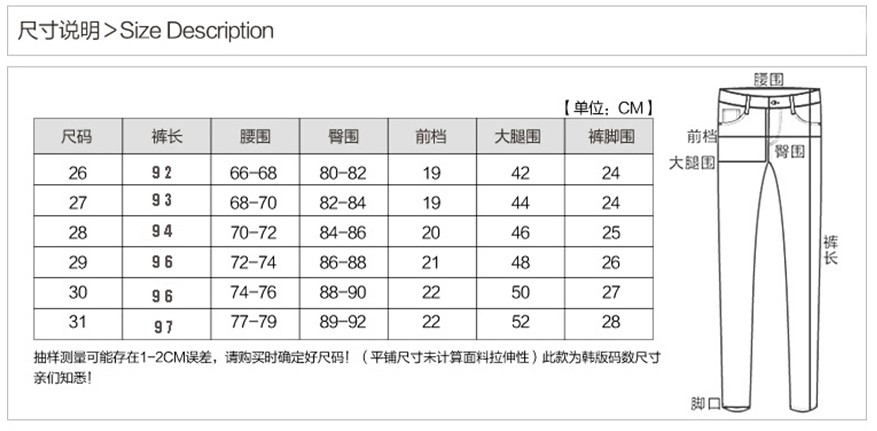 尺寸说明>Size Description
【单位：CM】
尺码 裤长 腰围 臀围 前档 大腿围 裤脚围
26 92 66-68 80-82 19 42 24
27 93 68-70 82-84 19 44 24
28 94 70-72 84-86 20 46 25
29 96 72-74 86-88 21 48 26
30 96 74-76 88-90 22 50 27
31 97 77-79 89-92 22 52 28
抽样测量可能存在1-2CM误差，请购买时确定好尺码！（平铺尺寸未计算面料拉伸性）此款为韩版码数尺寸
亲们知悉！
腰围
前档
臀围
大腿围
裤长
脚口